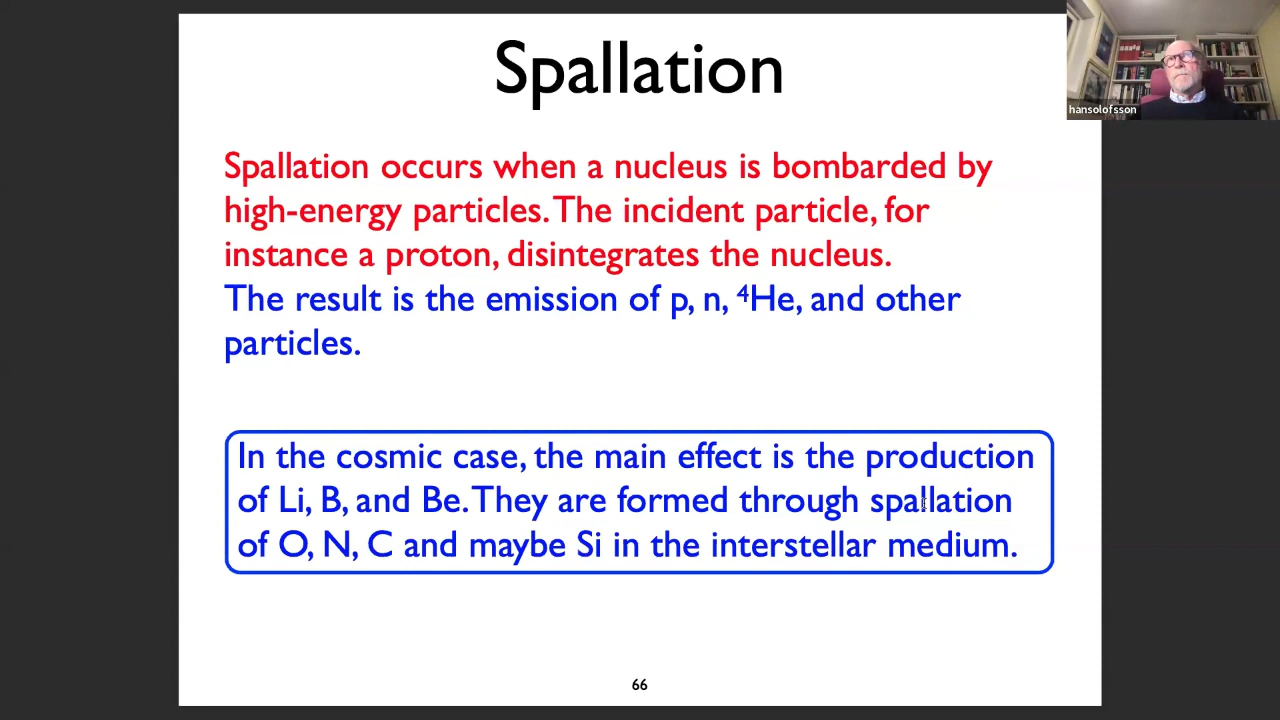 Spallation
hansolofsson
Spallation occurs when a nucleus is bombarded by
high-energy particles. The incident particle, for
instance a proton, disintegrates the nucleus.
The result is the emission of p, n, ⁴He, and other
particles.
In the cosmic case, the main effect is the production
of Li, B, and Be. They are formed through spallation
of O, N, C and maybe Si in the interstellar medium.
66